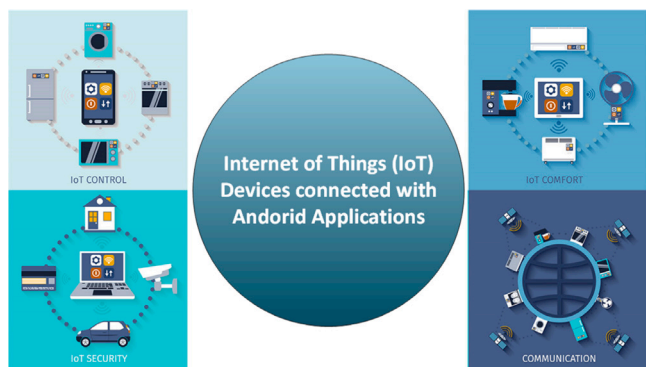 IoT CONTROL
IoT COMFORT
Internet of Things (IoT)
Devices connected with
Andorid Applications
IoT SECURITY
COMMUNICATION